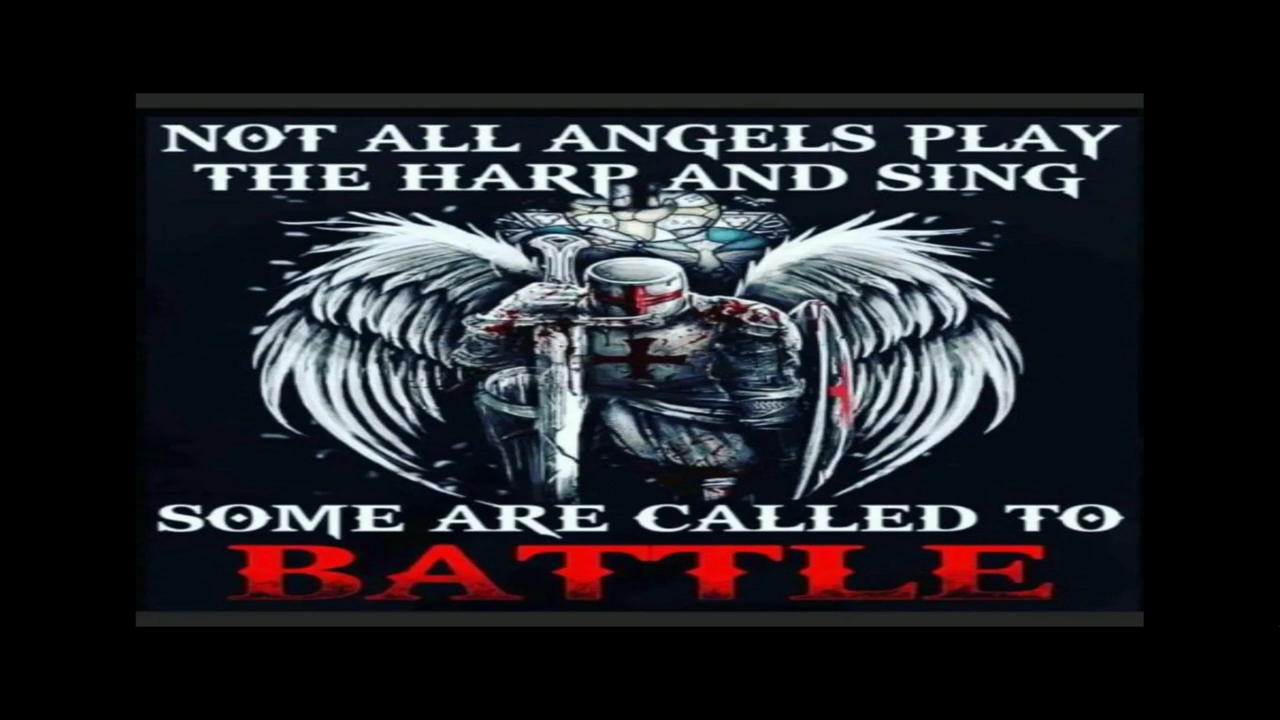 NOT ALL ANGELS PLAY
THE HARP AND SING
SOME ARE CALLED TO
BATTLE